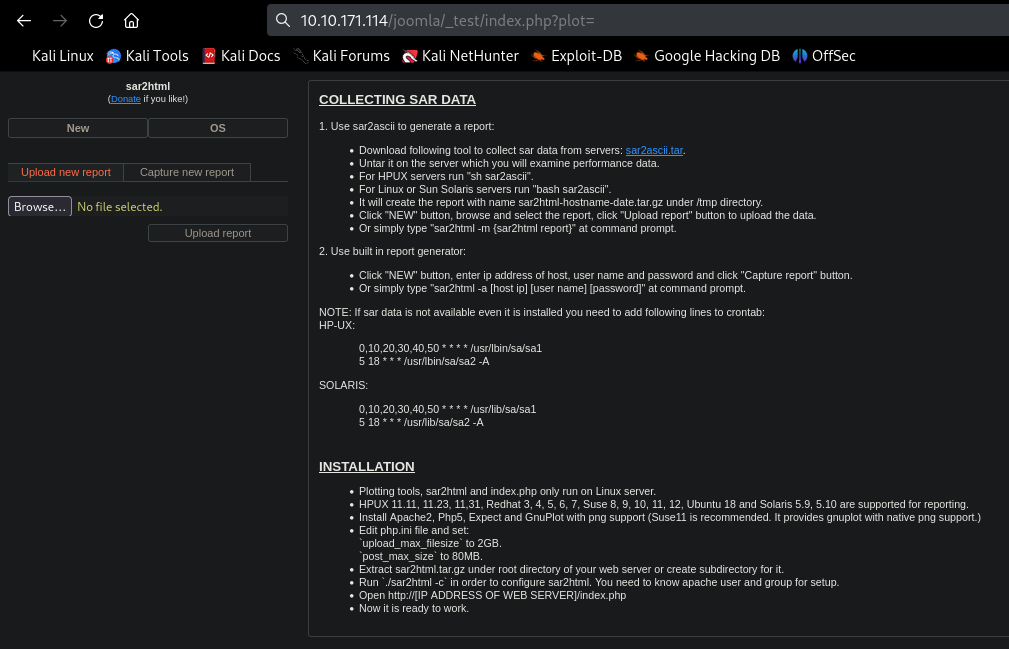 10.10.171.114/joomla/_test/index.php?plot=
Kali Linux Kali Tools Kali Docs Kali Forums Kali NetHunter Exploit-DB Google Hacking DB OffSec
sar2html
(Donate if you like!)
New OS
Upload new report Capture new report
Browse... No file selected.
Upload report
COLLECTING SAR DATA
1. Use sar2ascii to generate a report:
• Download following tool to collect sar data from servers: sar2ascii.tar.
• Untar it on the server which you will examine performance data.
• For HPUX servers run "sh sar2ascii".
• For Linux or Sun Solaris servers run "bash sar2ascii".
• It will create the report with name sar2html-hostname-date.tar.gz under /tmp directory.
• Click "NEW" button, browse and select the report, click "Upload report" button to upload the data.
• Or simply type "sar2html -m {sar2html report}" at command prompt.
2. Use built in report generator:
• Click "NEW" button, enter ip address of host, user name and password and click "Capture report" button.
• Or simply type "sar2html -a [host ip] [user name] [password]" at command prompt.
NOTE: If sar data is not available even it is installed you need to add following lines to crontab:
HP-UX:
0,10,20,30,40,50 * * * * /usr/lbin/sa/sa1
5 18 * * * /usr/lbin/sa/sa2 -A
SOLARIS:
0,10,20,30,40,50 * * * * /usr/lib/sa/sa1
5 18 * * * /usr/lib/sa/sa2 -A
INSTALLATION
• Plotting tools, sar2html and index.php only run on Linux server.
• HPUX 11.11, 11.23, 11,31, Redhat 3, 4, 5, 6, 7, Suse 8, 9, 10, 11, 12, Ubuntu 18 and Solaris 5.9, 5.10 are supported for reporting.
• Install Apache2, Php5, Expect and GnuPlot with png support (Suse11 is recommended. It provides gnuplot with native png support.)
• Edit php.ini file and set:
`upload_max_filesize` to 2GB.
`post_max_size` to 80MB.
• Extract sar2html.tar.gz under root directory of your web server or create subdirectory for it.
• Run `./sar2html -c` in order to configure sar2html. You need to know apache user and group for setup.
• Open http://[IP ADDRESS OF WEB SERVER]/index.php
• Now it is ready to work.